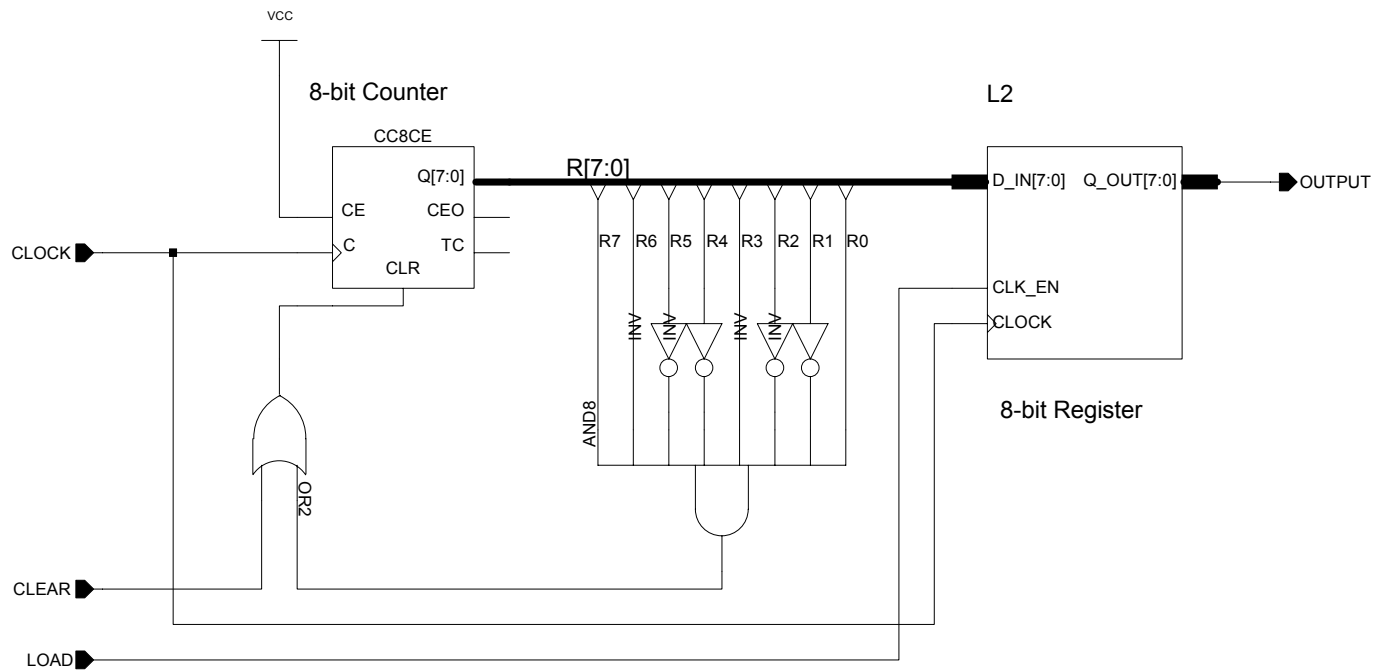 VCC
8-bit Counter
L2
CC8CE
R[7:0]
Q[7:0]
D_IN[7:0] Q_OUT[7:0]
OUTPUT
CE
CEO
R7 R6 R5 R4 R3 R2 R1 R0
CLOCK
C
TC
CLR
CLK_EN
INV INV INV INV
CLOCK
8-bit Register
AND8
OR2
CLEAR
LOAD